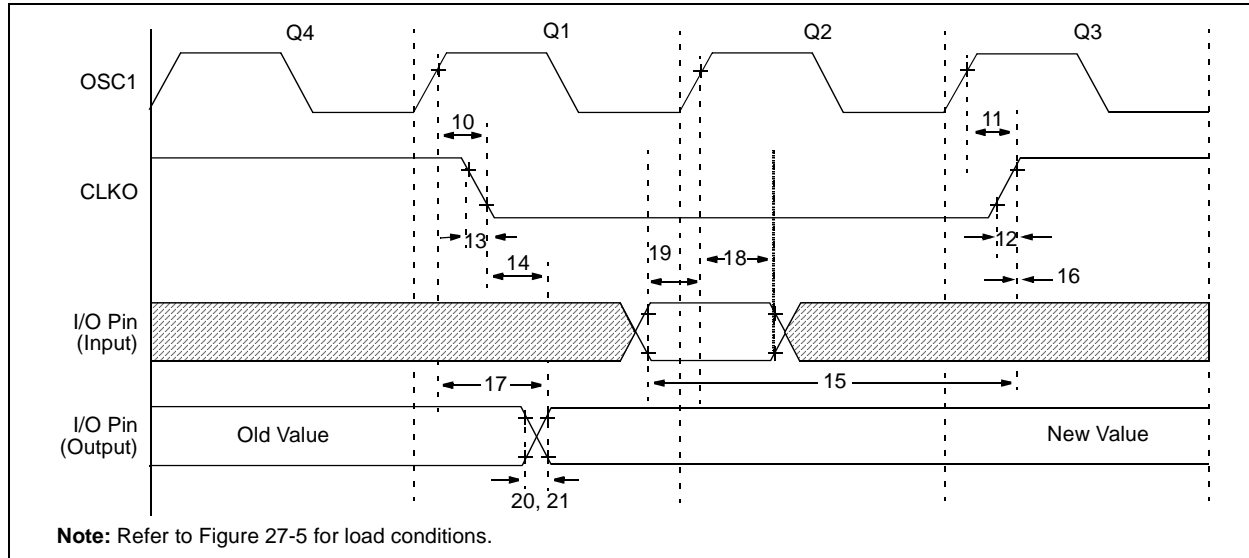 Q4 Q1 Q2 Q3
OSC1
10 11
CLKO
13 12
14 19 18 16
I/O Pin
(Input)
17 15
I/O Pin
(Output)
Old Value New Value
20, 21
Note: Refer to Figure 27-5 for load conditions.